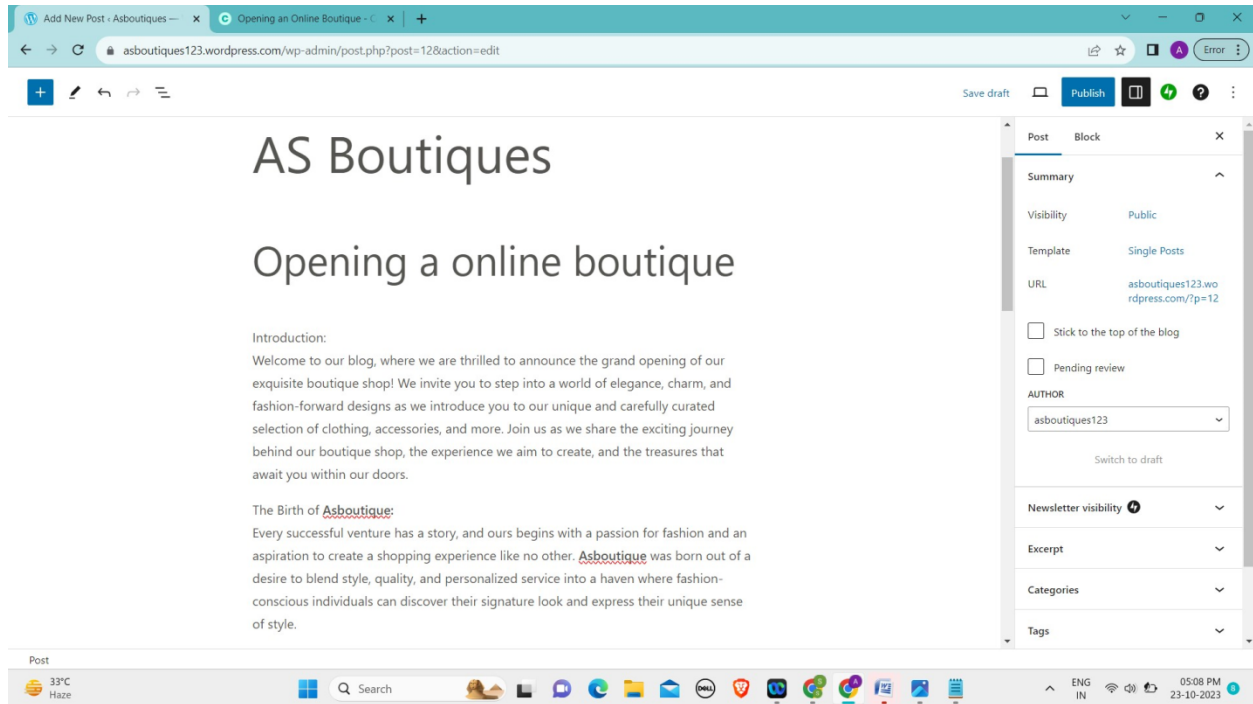 Add New Post ‹ Asboutiques —
Opening an Online Boutique - C
asboutiques123.wordpress.com/wp-admin/post.php?post=12&action=edit
A
Error
Save draft
Publish
AS Boutiques
Opening a online boutique
Introduction:
Welcome to our blog, where we are thrilled to announce the grand opening of our
exquisite boutique shop! We invite you to step into a world of elegance, charm, and
fashion-forward designs as we introduce you to our unique and carefully curated
selection of clothing, accessories, and more. Join us as we share the exciting journey
behind our boutique shop, the experience we aim to create, and the treasures that
await you within our doors.
The Birth of Asboutique:
Every successful venture has a story, and ours begins with a passion for fashion and an
aspiration to create a shopping experience like no other. Asboutique was born out of a
desire to blend style, quality, and personalized service into a haven where fashion-
conscious individuals can discover their signature look and express their unique sense
of style.
Post Block
Summary
Visibility Public
Template Single Posts
URL asboutiques123.wo
rdpress.com/?p=12
Stick to the top of the blog
Pending review
AUTHOR
asboutiques123
Switch to draft
Newsletter visibility
Excerpt
Categories
Tags
Post
33°C
Haze
Search
DELL
ENG
IN
05:08 PM
23-10-2023
8